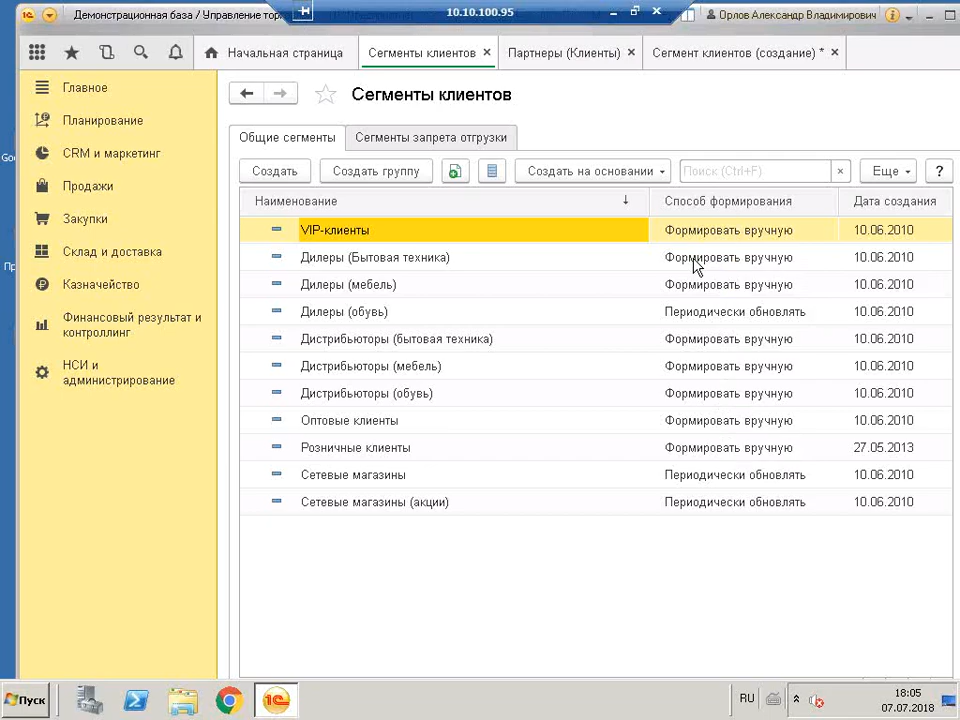 Демонстрационная база / Управление тор
10.10.100.95
Орлов Александр Владимирович
Начальная страница
Сегменты клиентов ×
Партнеры (Клиенты) ×
Сегмент клиентов (создание) * ×
Главное
Планирование
CRM и маркетинг
Продажи
Закупки
Склад и доставка
Казначейство
Финансовый результат и
контроллинг
НСИ и
администрирование
Сегменты клиентов
Общие сегменты
Сегменты запрета отгрузки
Создать
Создать группу
Создать на основании
Поиск (Ctrl+F)
×
Еще
?
Наименование ↓ Способ формирования Дата создания
VIP-клиенты Формировать вручную 10.06.2010
Дилеры (Бытовая техника) Формировать вручную 10.06.2010
Дилеры (мебель) Формировать вручную 10.06.2010
Дилеры (обувь) Периодически обновлять 10.06.2010
Дистрибьюторы (бытовая техника) Формировать вручную 10.06.2010
Дистрибьюторы (мебель) Формировать вручную 10.06.2010
Дистрибьюторы (обувь) Формировать вручную 10.06.2010
Оптовые клиенты Формировать вручную 10.06.2010
Розничные клиенты Формировать вручную 27.05.2013
Сетевые магазины Периодически обновлять 10.06.2010
Сетевые магазины (акции) Периодически обновлять 10.06.2010
Пуск
RU
18:05
07.07.2018